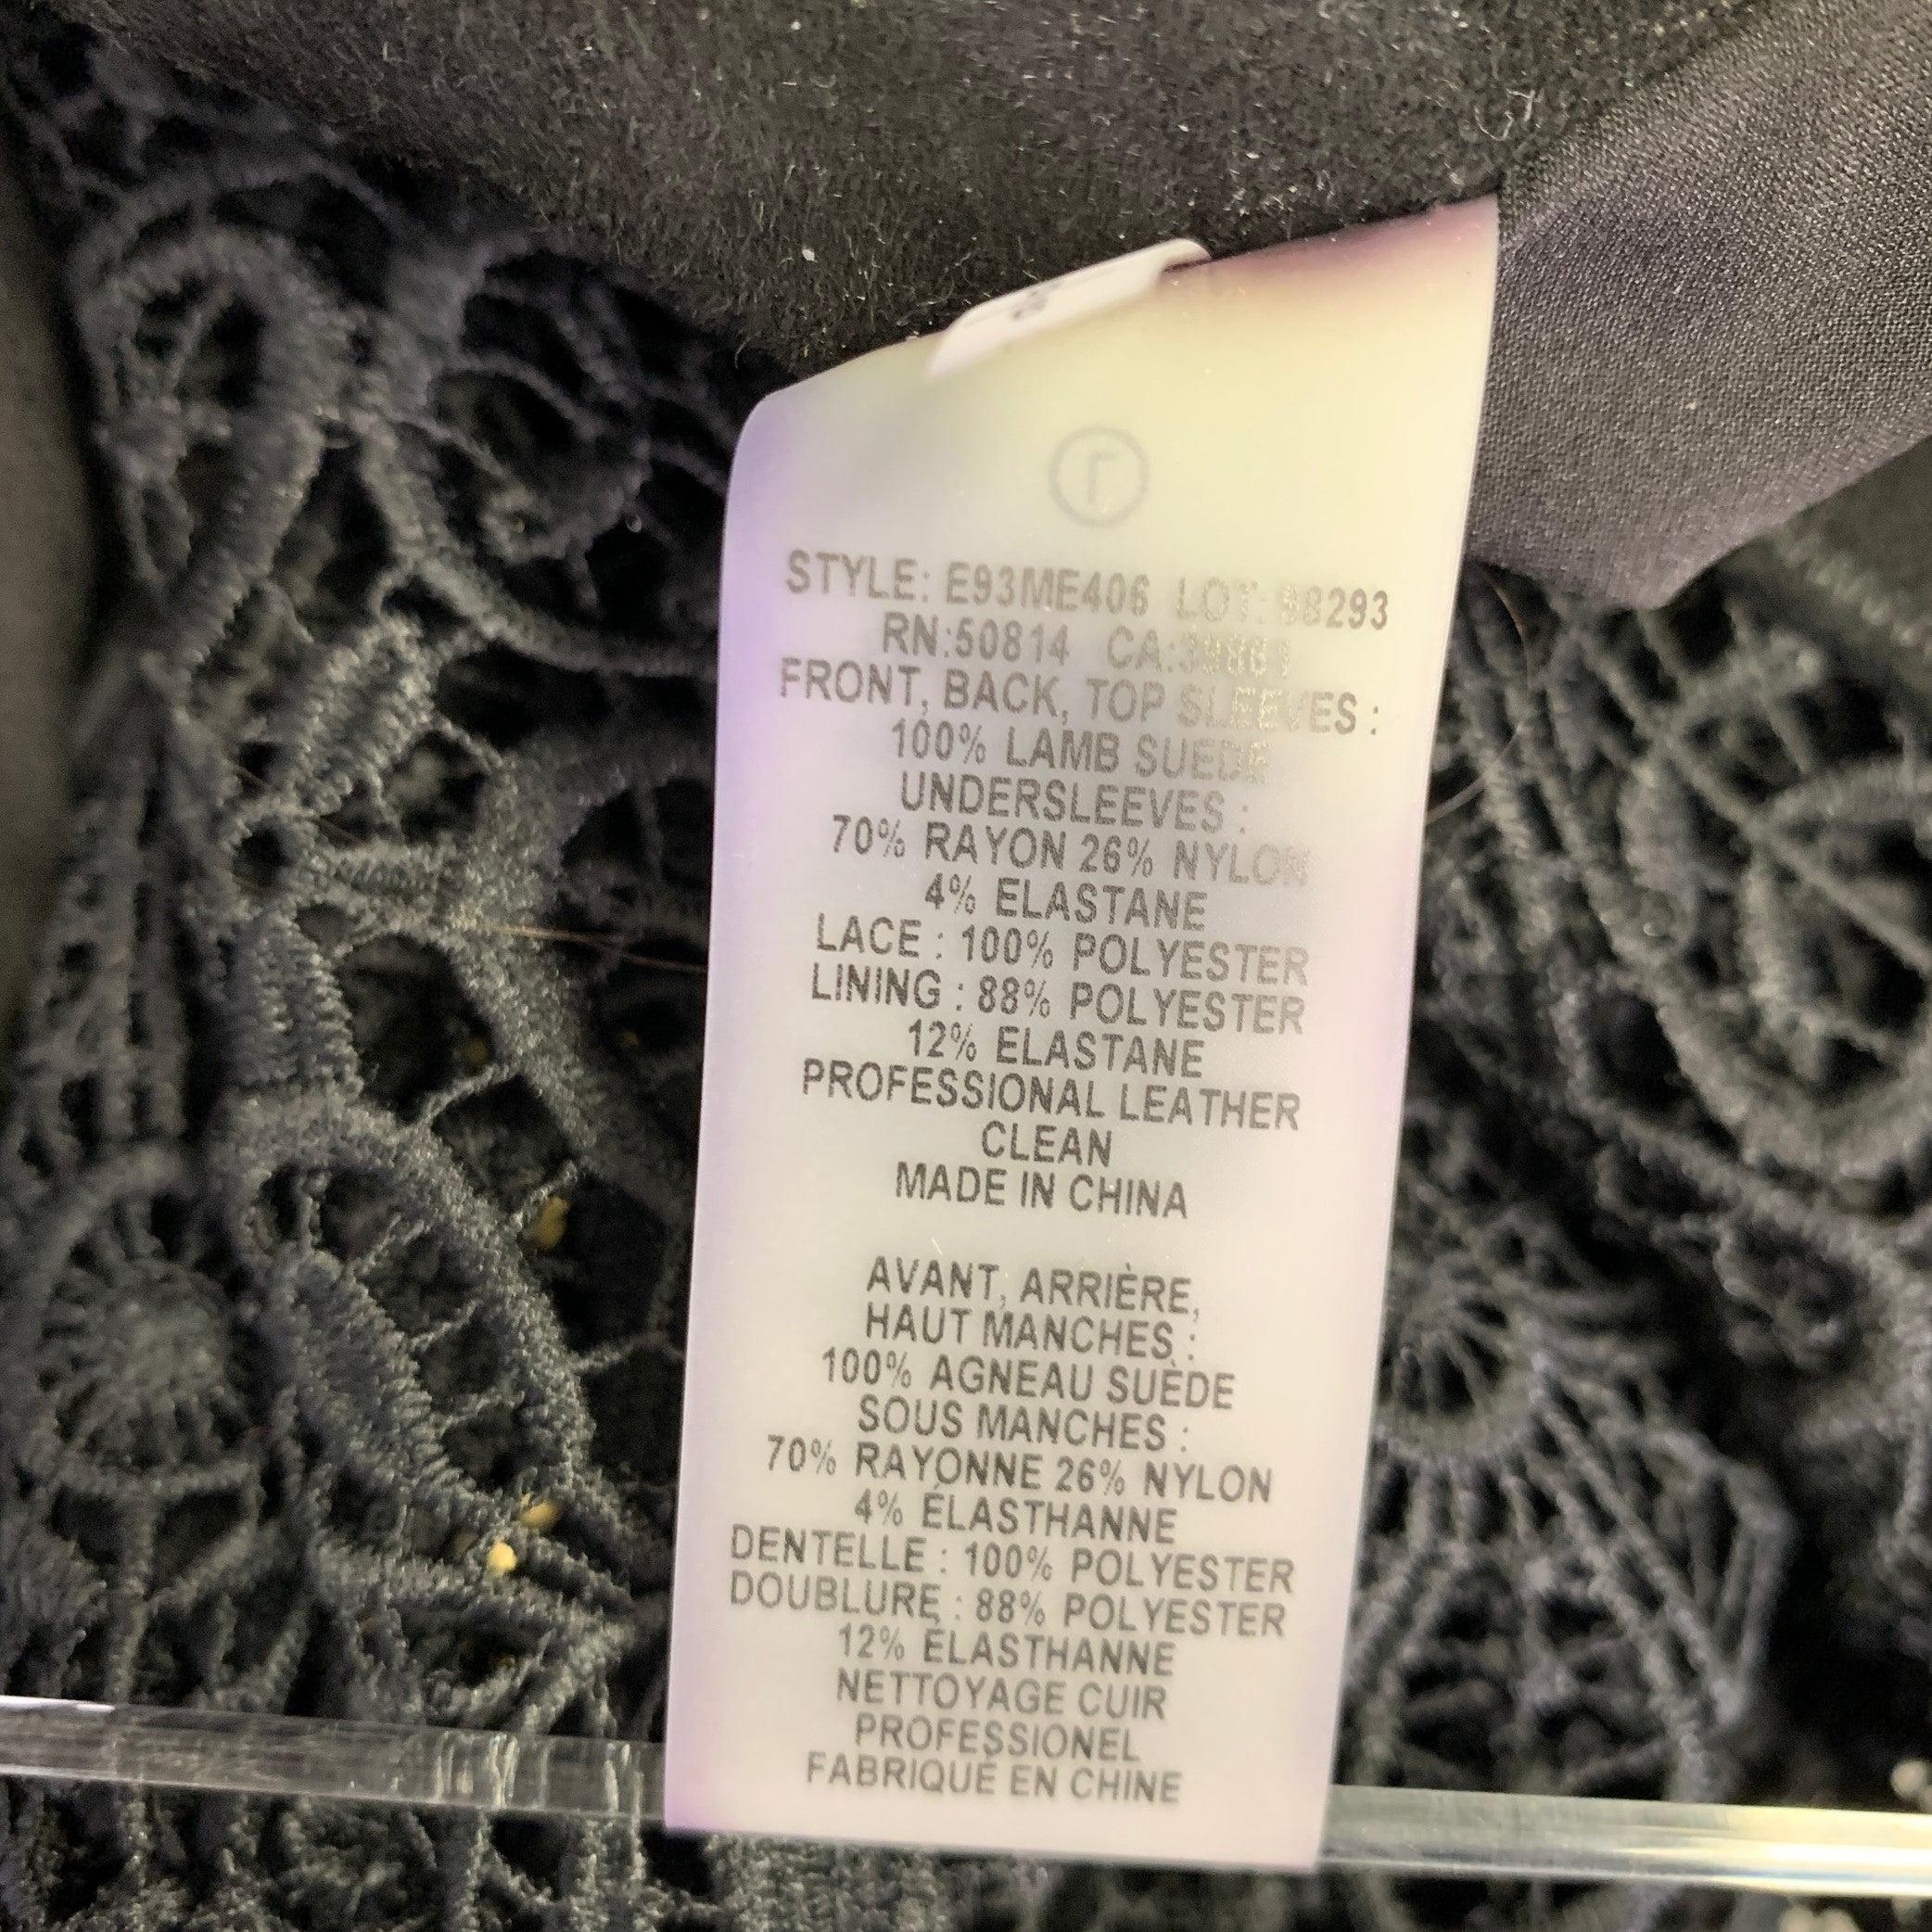 STYLE: E93ME406 LOT:
RN:50814
FRONT, BACK, TOP SLEEVES :
100% LAMB SUEDE
UNDERSLEEVES :
70% RAYON 26% NYLON
4% ELASTANE
LACE : 100% POLYESTER
LINING : 88% POLYESTER
12% ELASTANE
PROFESSIONAL LEATHER
CLEAN
MADE IN CHINA
AVANT, ARRIÈRE,
HAUT MANCHES :
100% AGNEAU SUÈDE
SOUS MANCHES :
70% RAYONNE 26% NYLON
4% ÉLASTHANNE
DENTELLE : 100% POLYESTER
DOUBLURE : 88% POLYESTER
12% ÉLASTHANNE
NETTOYAGE CUIR
PROFESSIONEL
FABRIQUÉ EN CHINE